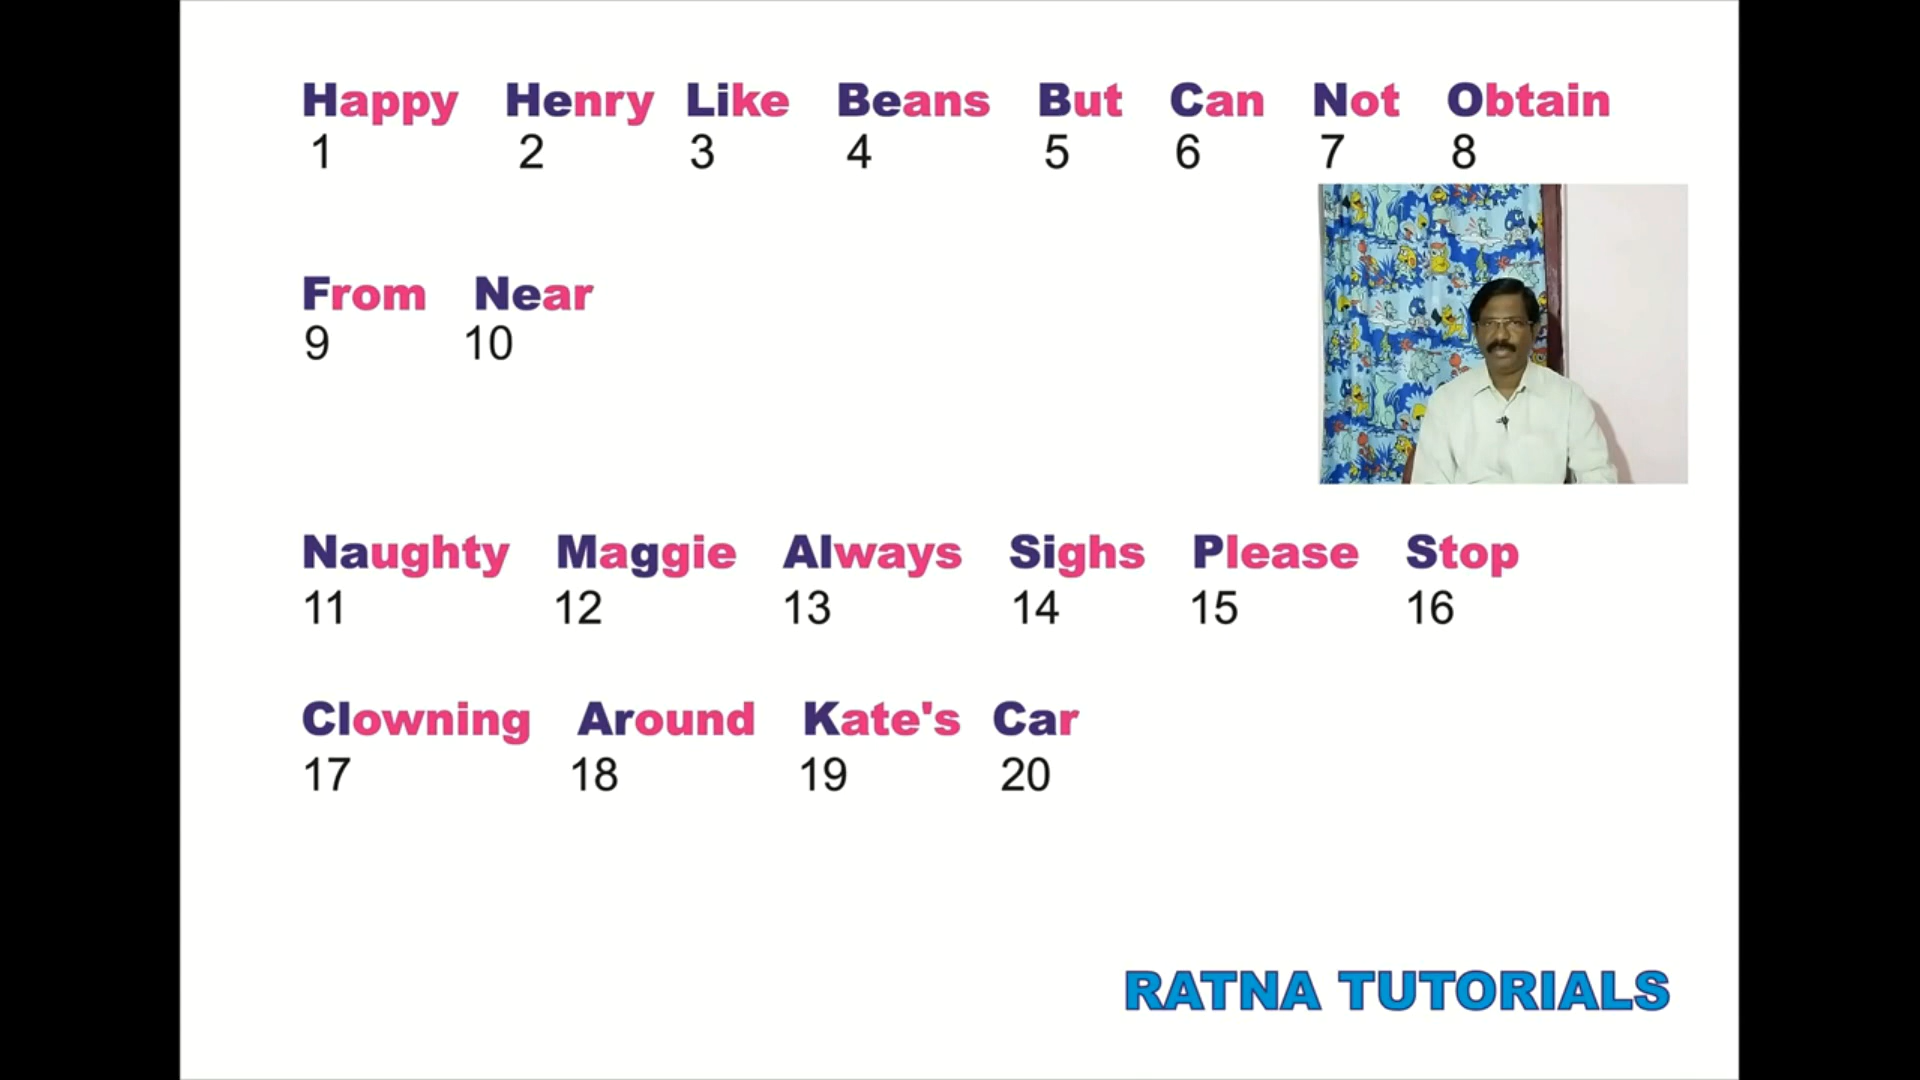 Happy Henry Like Beans But Can Not Obtain
1 2 3 4 5 6 7 8
From Near
9 10
Naughty Maggie Always Sighs Please Stop
11 12 13 14 15 16
Clowning Around Kate's Car
17 18 19 20
RATNA TUTORIALS